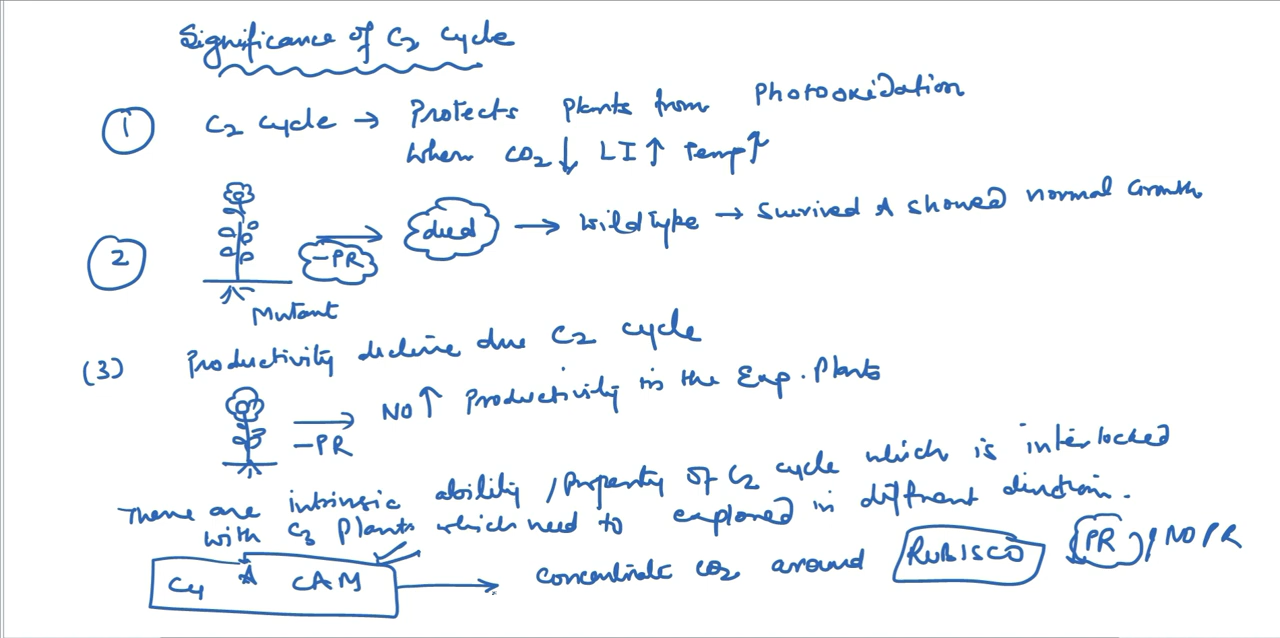 Significance of C2 cycle
1 C2 cycle → Protects Plants from Photooxidation
when CO2 ↓ LI ↑ Temp ↑
2 -PR → died → Wild Type → Survived & showed normal Growth
Mutant
(3) Productivity decline due C2 cycle
-PR → NO ↑ Productivity in the Exp. Plants
There are intrinsic ability / Property of C2 cycle which is interlocked
with C3 Plants which need to explored in diffrent direction.
C4 & CAM → Concentrate CO2 around RUBISCO (PR) / NO PR